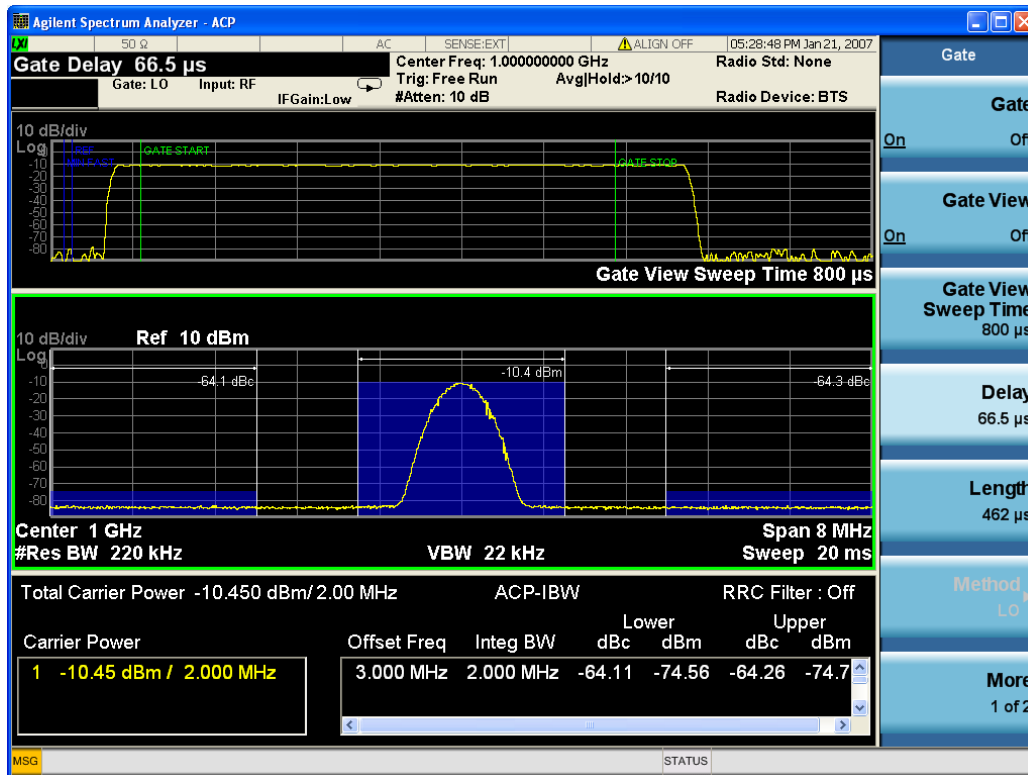 Agilent Spectrum Analyzer - ACP
LXI 50 Ω AC SENSE:EXT ALIGN OFF 05:28:48 PM Jan 21, 2007
Gate Delay 66.5 µs
Center Freq: 1.000000000 GHz
Radio Std: None
Gate: LO Input: RF
Trig: Free Run Avg|Hold:>10/10
IFGain:Low
#Atten: 10 dB
Radio Device: BTS
10 dB/div
Log
GATE START
GATE STOP
-10
-20
-30
-40
-50
-60
-70
-80
Gate View Sweep Time 800 µs
10 dB/div Ref 10 dBm
Log
0
-10
-20
-30
-40
-50
-60
-70
-80
-64.1 dBc
-10.4 dBm
-64.3 dBc
Center 1 GHz Span 8 MHz
#Res BW 220 kHz VBW 22 kHz Sweep 20 ms
Total Carrier Power -10.450 dBm/ 2.00 MHz ACP-IBW RRC Filter : Off
Lower Upper
Carrier Power Offset Freq Integ BW dBc dBm dBc dBm
1 -10.45 dBm / 2.000 MHz 3.000 MHz 2.000 MHz -64.11 -74.56 -64.26 -74.7
MSG STATUS
Gate
Gate
On Of
Gate View
On Of
Gate View
Sweep Time
800 µs
Delay
66.5 µs
Length
462 µs
Method
LO
More
1 of 2